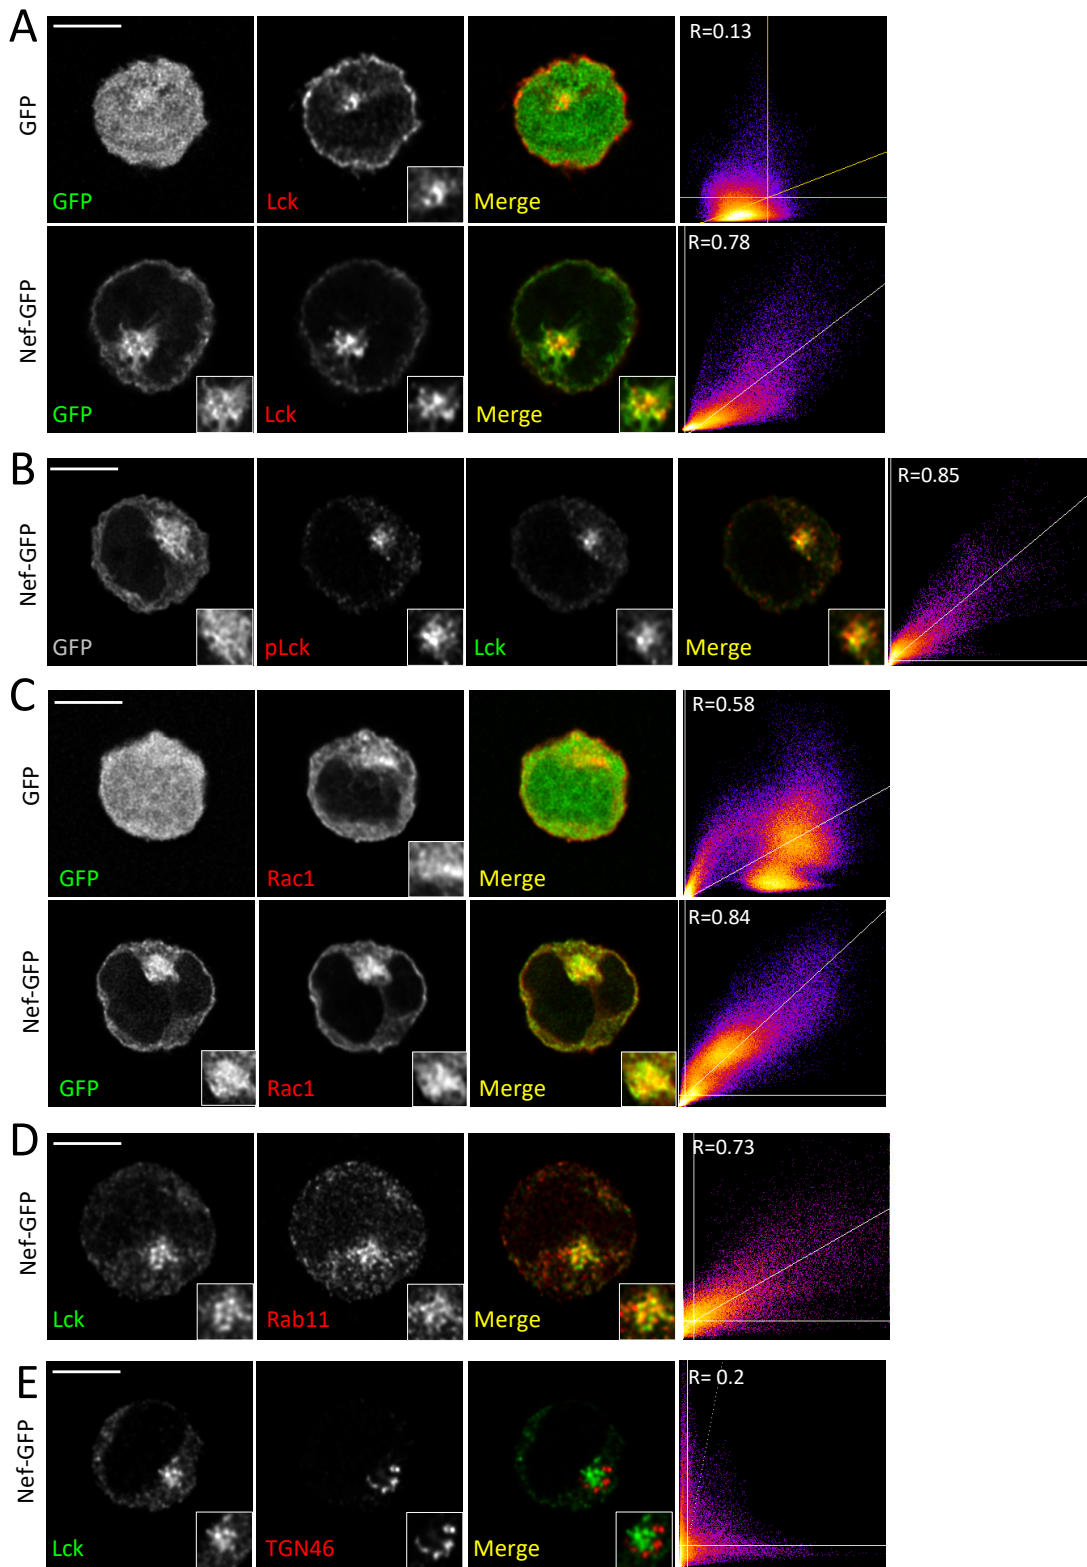 A
GFP
GFP
Lck
Merge
R=0.13
Nef-GFP
GFP
Lck
Merge
R=0.78
B
Nef-GFP
GFP
pLck
Lck
Merge
R=0.85
C
GFP
GFP
Rac1
Merge
R=0.58
Nef-GFP
GFP
Rac1
Merge
R=0.84
D
Nef-GFP
Lck
Rab11
Merge
R=0.73
E
Nef-GFP
Lck
TGN46
Merge
R= 0.2